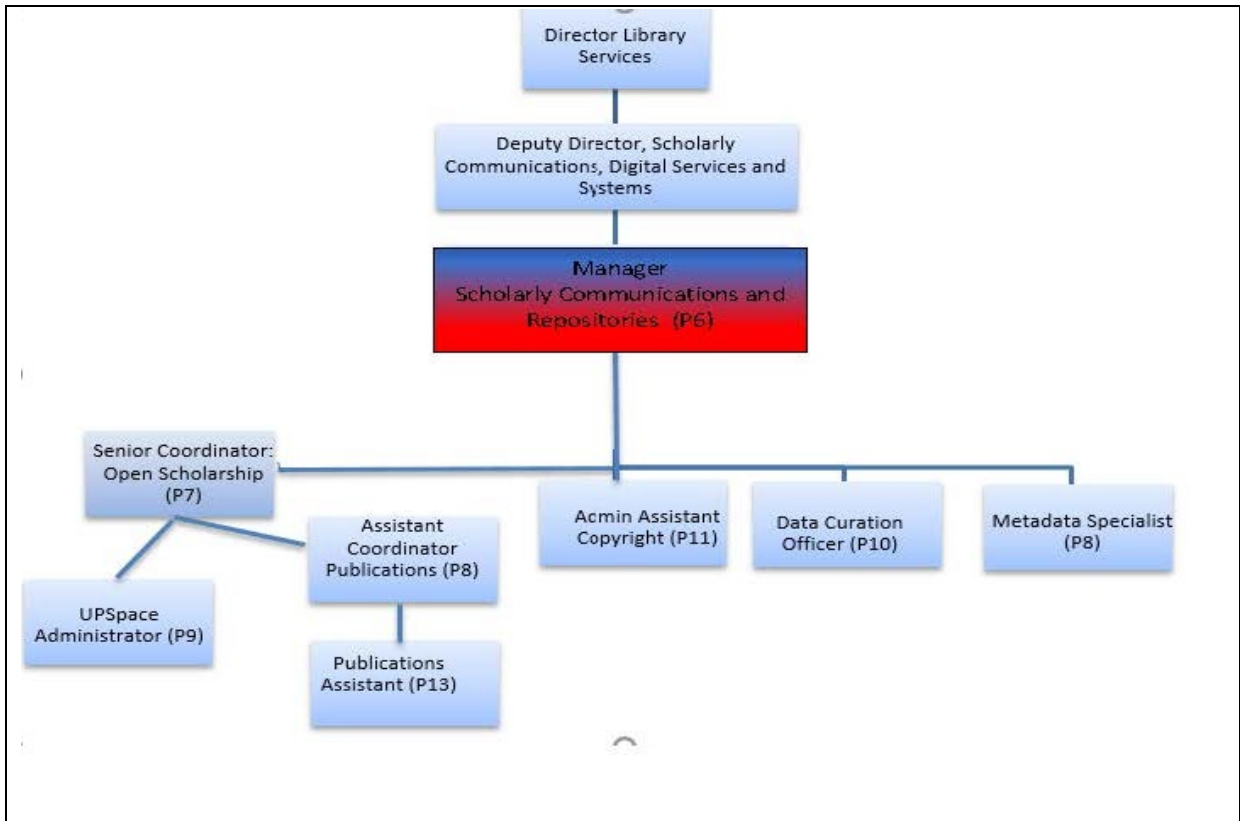 Director Library
Services
Deputy Director, Scholarly
Communications, Digital Services and
Systems
Manager
Scholarly Communications and
Repositories (P6)
Senior Coordinator:
Open Scholarship
(P7)
Assistant
Coordinator
Publications (P8)
Acmin Assistant
Copyright (P11)
Data Curation
Officer (P10)
Metadata Specialist
(P8)
UPSpace
Administrator (P9)
Publications
Assistant (P13)